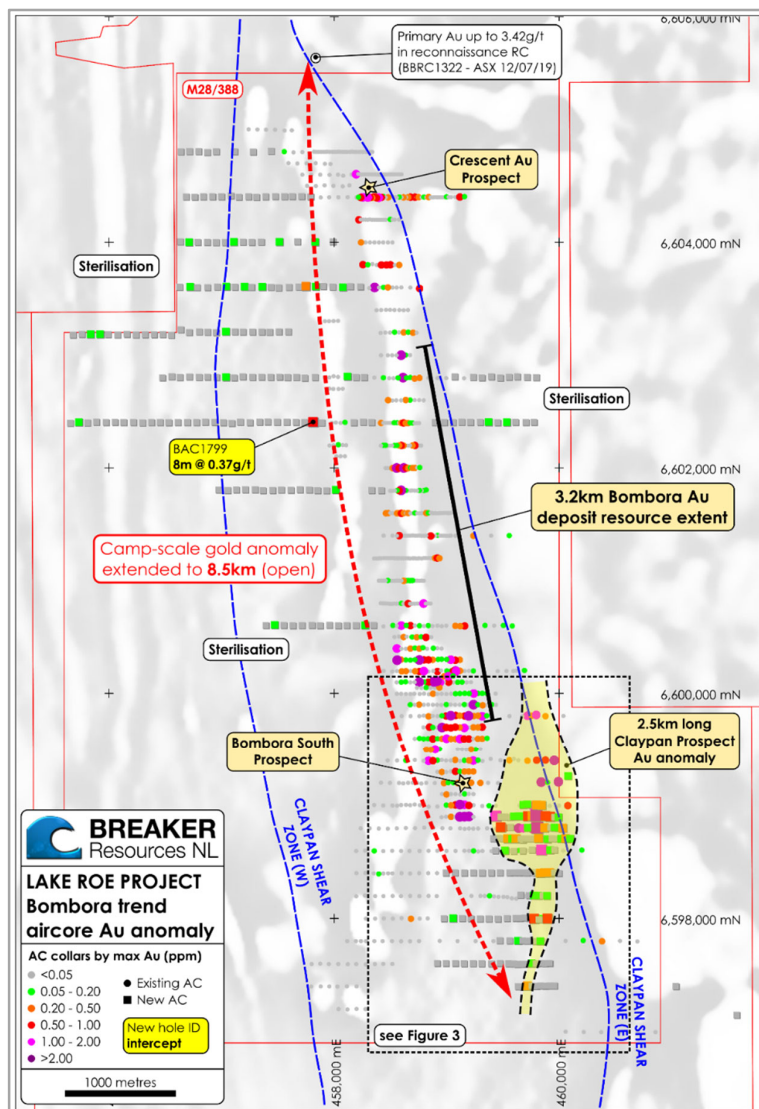 6,606,000 mN
Primary Au up to 3.42g/t
in reconnaissance RC
(BBRC1322 - ASX 12/07/19)
M28/388
Crescent Au
Prospect
6,604,000 mN
Sterilisation
Sterilisation
BAC1799
8m @ 0.37g/t
6,602,000 mN
3.2km Bombora Au
deposit resource extent
Camp-scale gold anomaly
extended to 8.5km (open)
Sterilisation
6,600,000 mN
2.5km long
Claypan Prospect
Au anomaly
Bombora South
Prospect
CLAYPAN SHEAR
ZONE (W)
6,598,000 mN
CLAYPAN SHEAR
ZONE (E)
see Figure 3
458,000 mE
460,000 mE
BREAKER
Resources NL
LAKE ROE PROJECT
Bombora trend
aircore Au anomaly
AC collars by max Au (ppm)
<0.05
0.05 - 0.20
0.20 - 0.50
0.50 - 1.00
1.00 - 2.00
>2.00
Existing AC
New AC
New hole ID
intercept
1000 metres